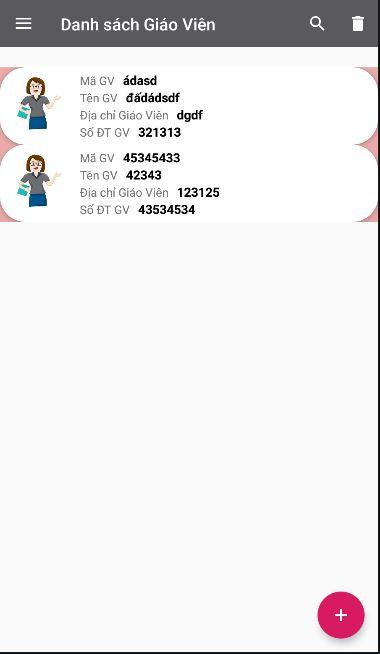 Danh sách Giáo Viên
Mã GV ádasd
Tên GV đấdádsdf
Địa chỉ Giáo Viên dgdf
Số ĐT GV 321313
Mã GV 45345433
Tên GV 42343
Địa chỉ Giáo Viên 123125
Số ĐT GV 43534534